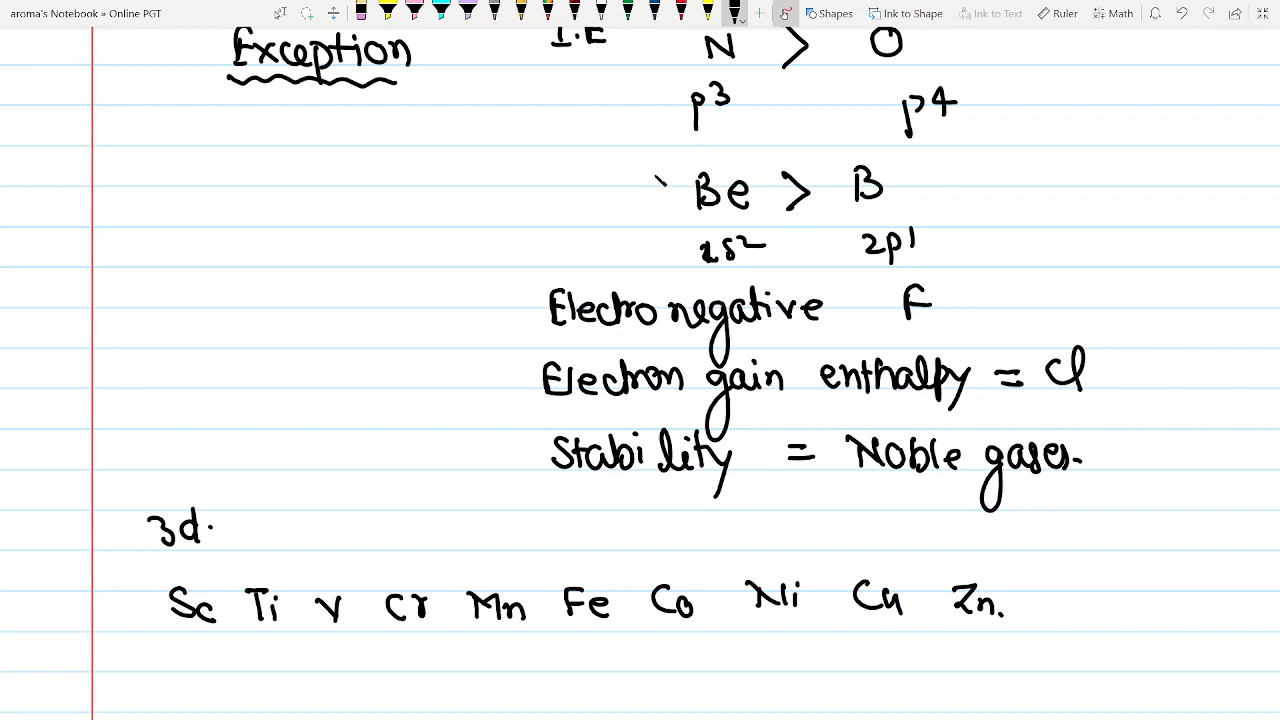 aroma's Notebook » Online PGT
Shapes Ink to Shape Ink to Text Ruler Math
Exception I.E N > O
p3 p4
Be > B
2s2 2p1
Electronegative F
Electron gain enthalpy = Cl
Stability = Noble gases.
3d.
Sc Ti V Cr Mn Fe Co Ni Cu Zn.